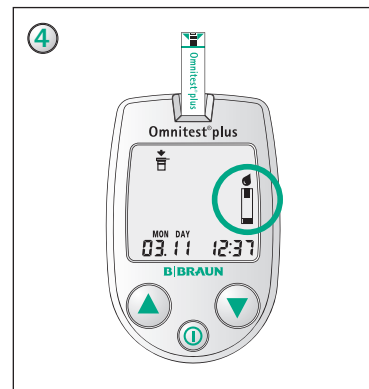 4
Omnitest plus
Omnitest®plus
MON DAY
03.11 12:37
B|BRAUN